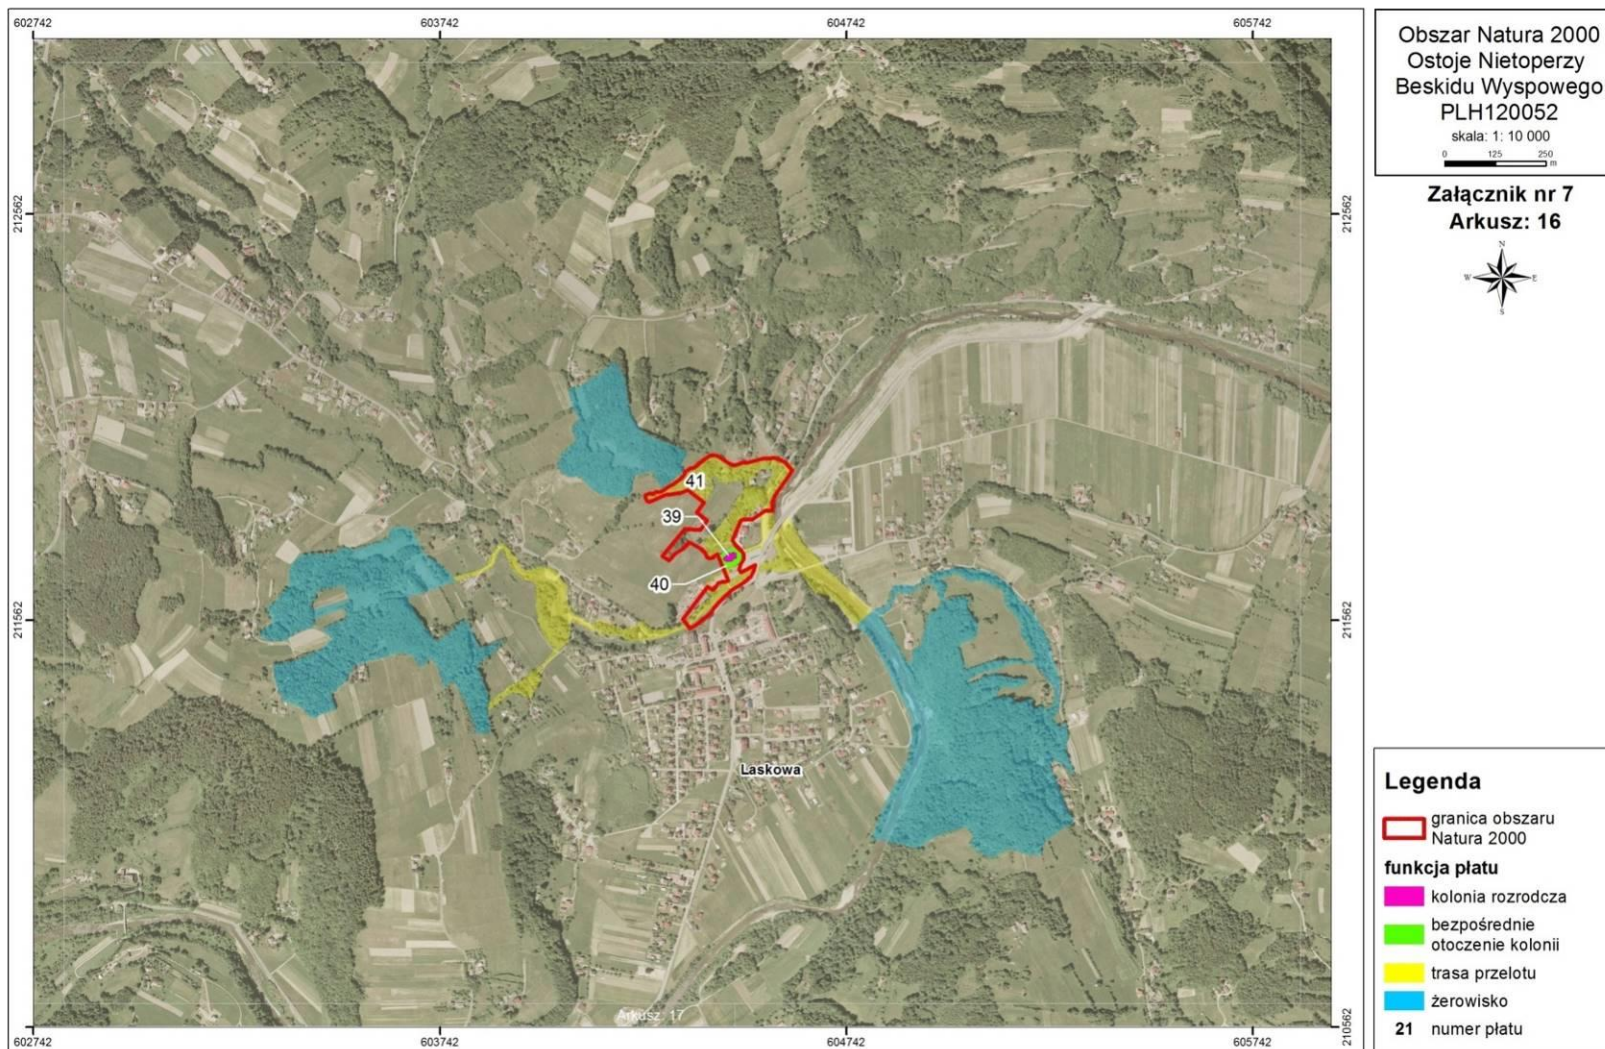 602742
603742
604742
605742
212562
212562
211562
211562
210562
41
39
40
Laskowa
Arkusz: 17
602742
603742
604742
605742
Obszar Natura 2000
Ostoje Nietoperzy
Beskidu Wyspowego
PLH120052
skala: 1: 10 000
0 125 250
m
Załącznik nr 7
Arkusz: 16
N
W E
S
Legenda
granica obszaru
Natura 2000
funkcja płatu
kolonia rozrodcza
bezpośrednie
otoczenie kolonii
trasa przelotu
żerowisko
21 numer płatu